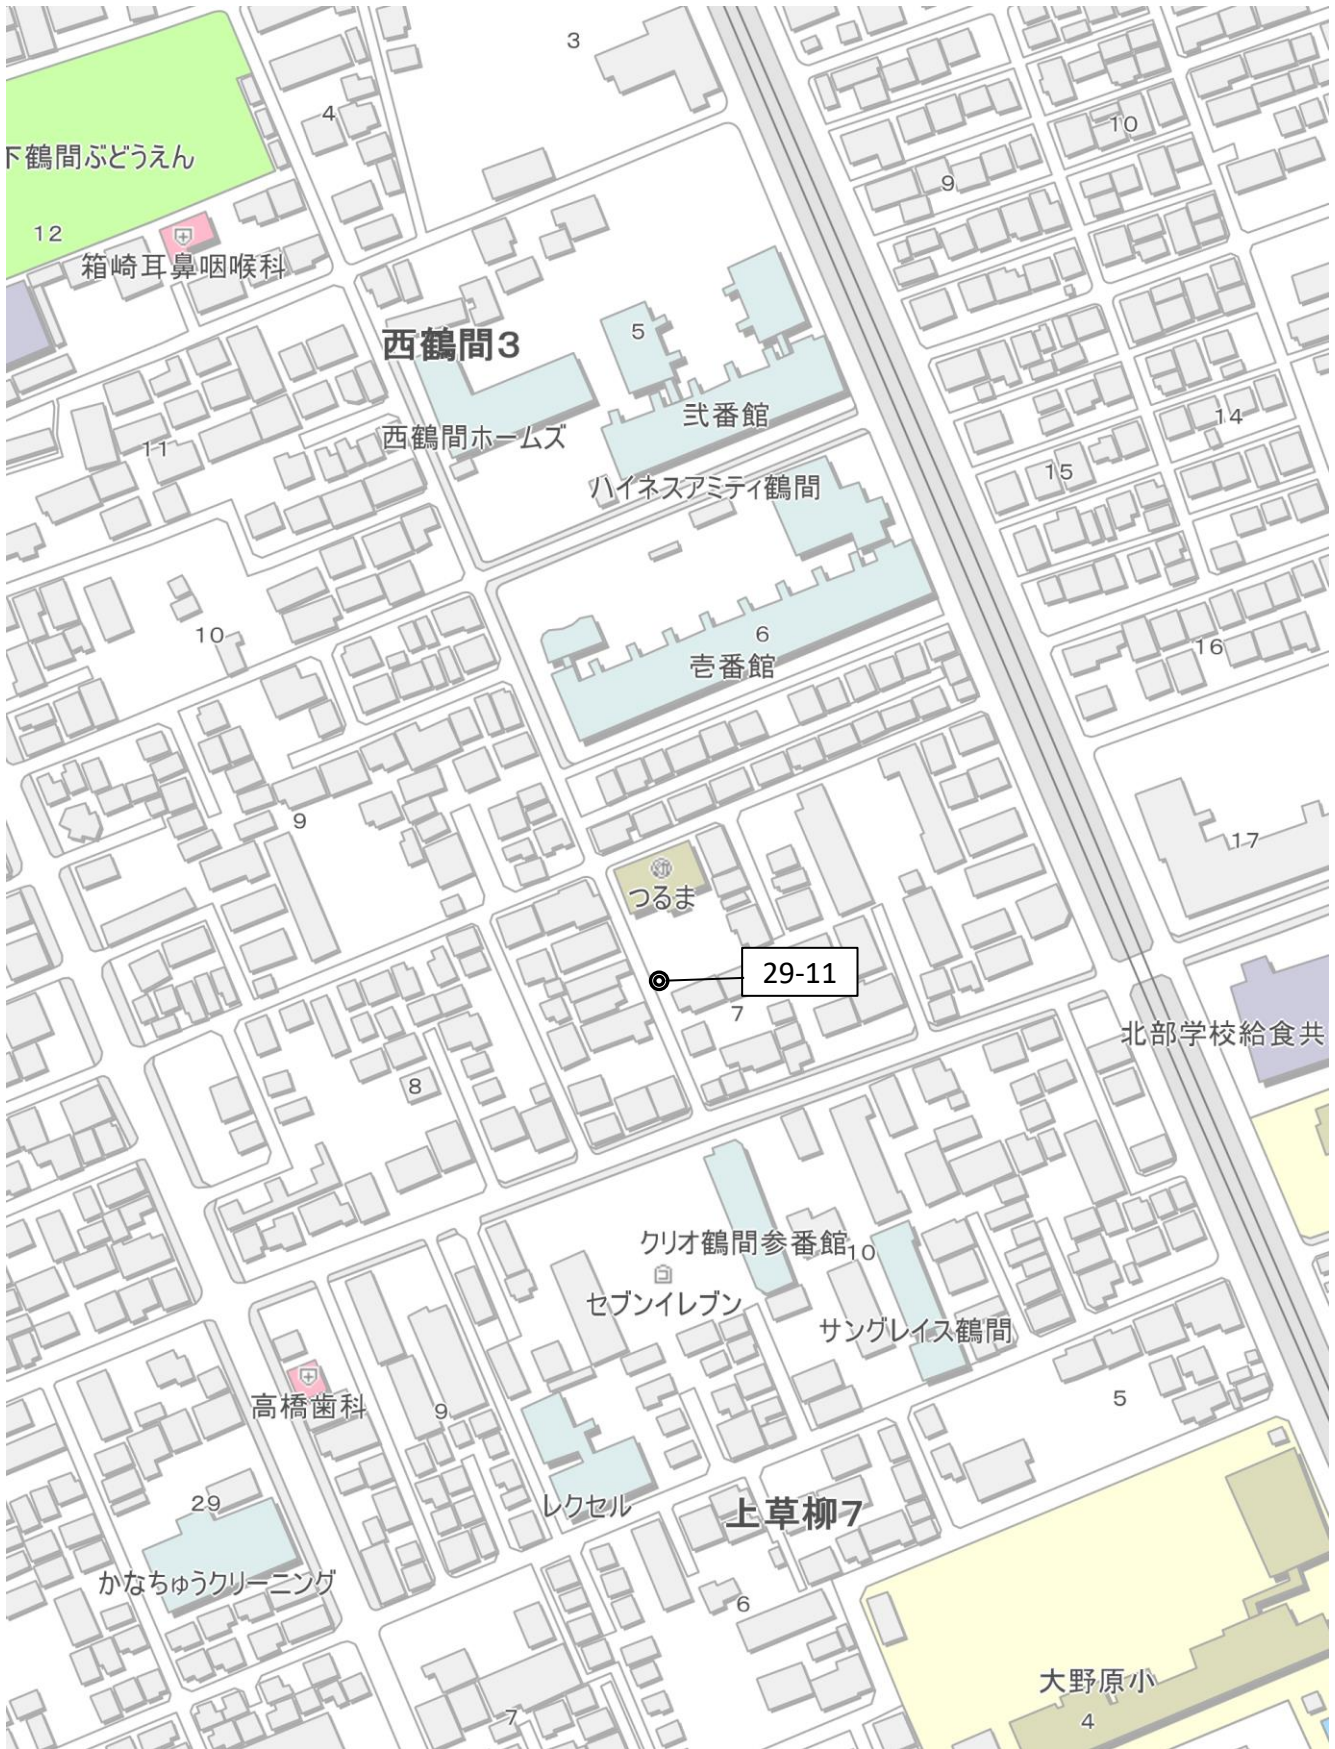 3
4
10
下鶴間ぶどうえん
9
12
箱崎耳鼻咽喉科
5
西鶴間3
弐番館
14
西鶴間ホームズ
11
15
ハイネスアミティ鶴間
10
6
16
壱番館
9
17
つるま
29-11
7
北部学校給食共
8
クリオ鶴間参番館
10
セブンイレブン
サングレイス鶴間
高橋歯科
9
5
29
レクセル
上草柳7
かなちゅうクリーニング
6
大野原小
7
4